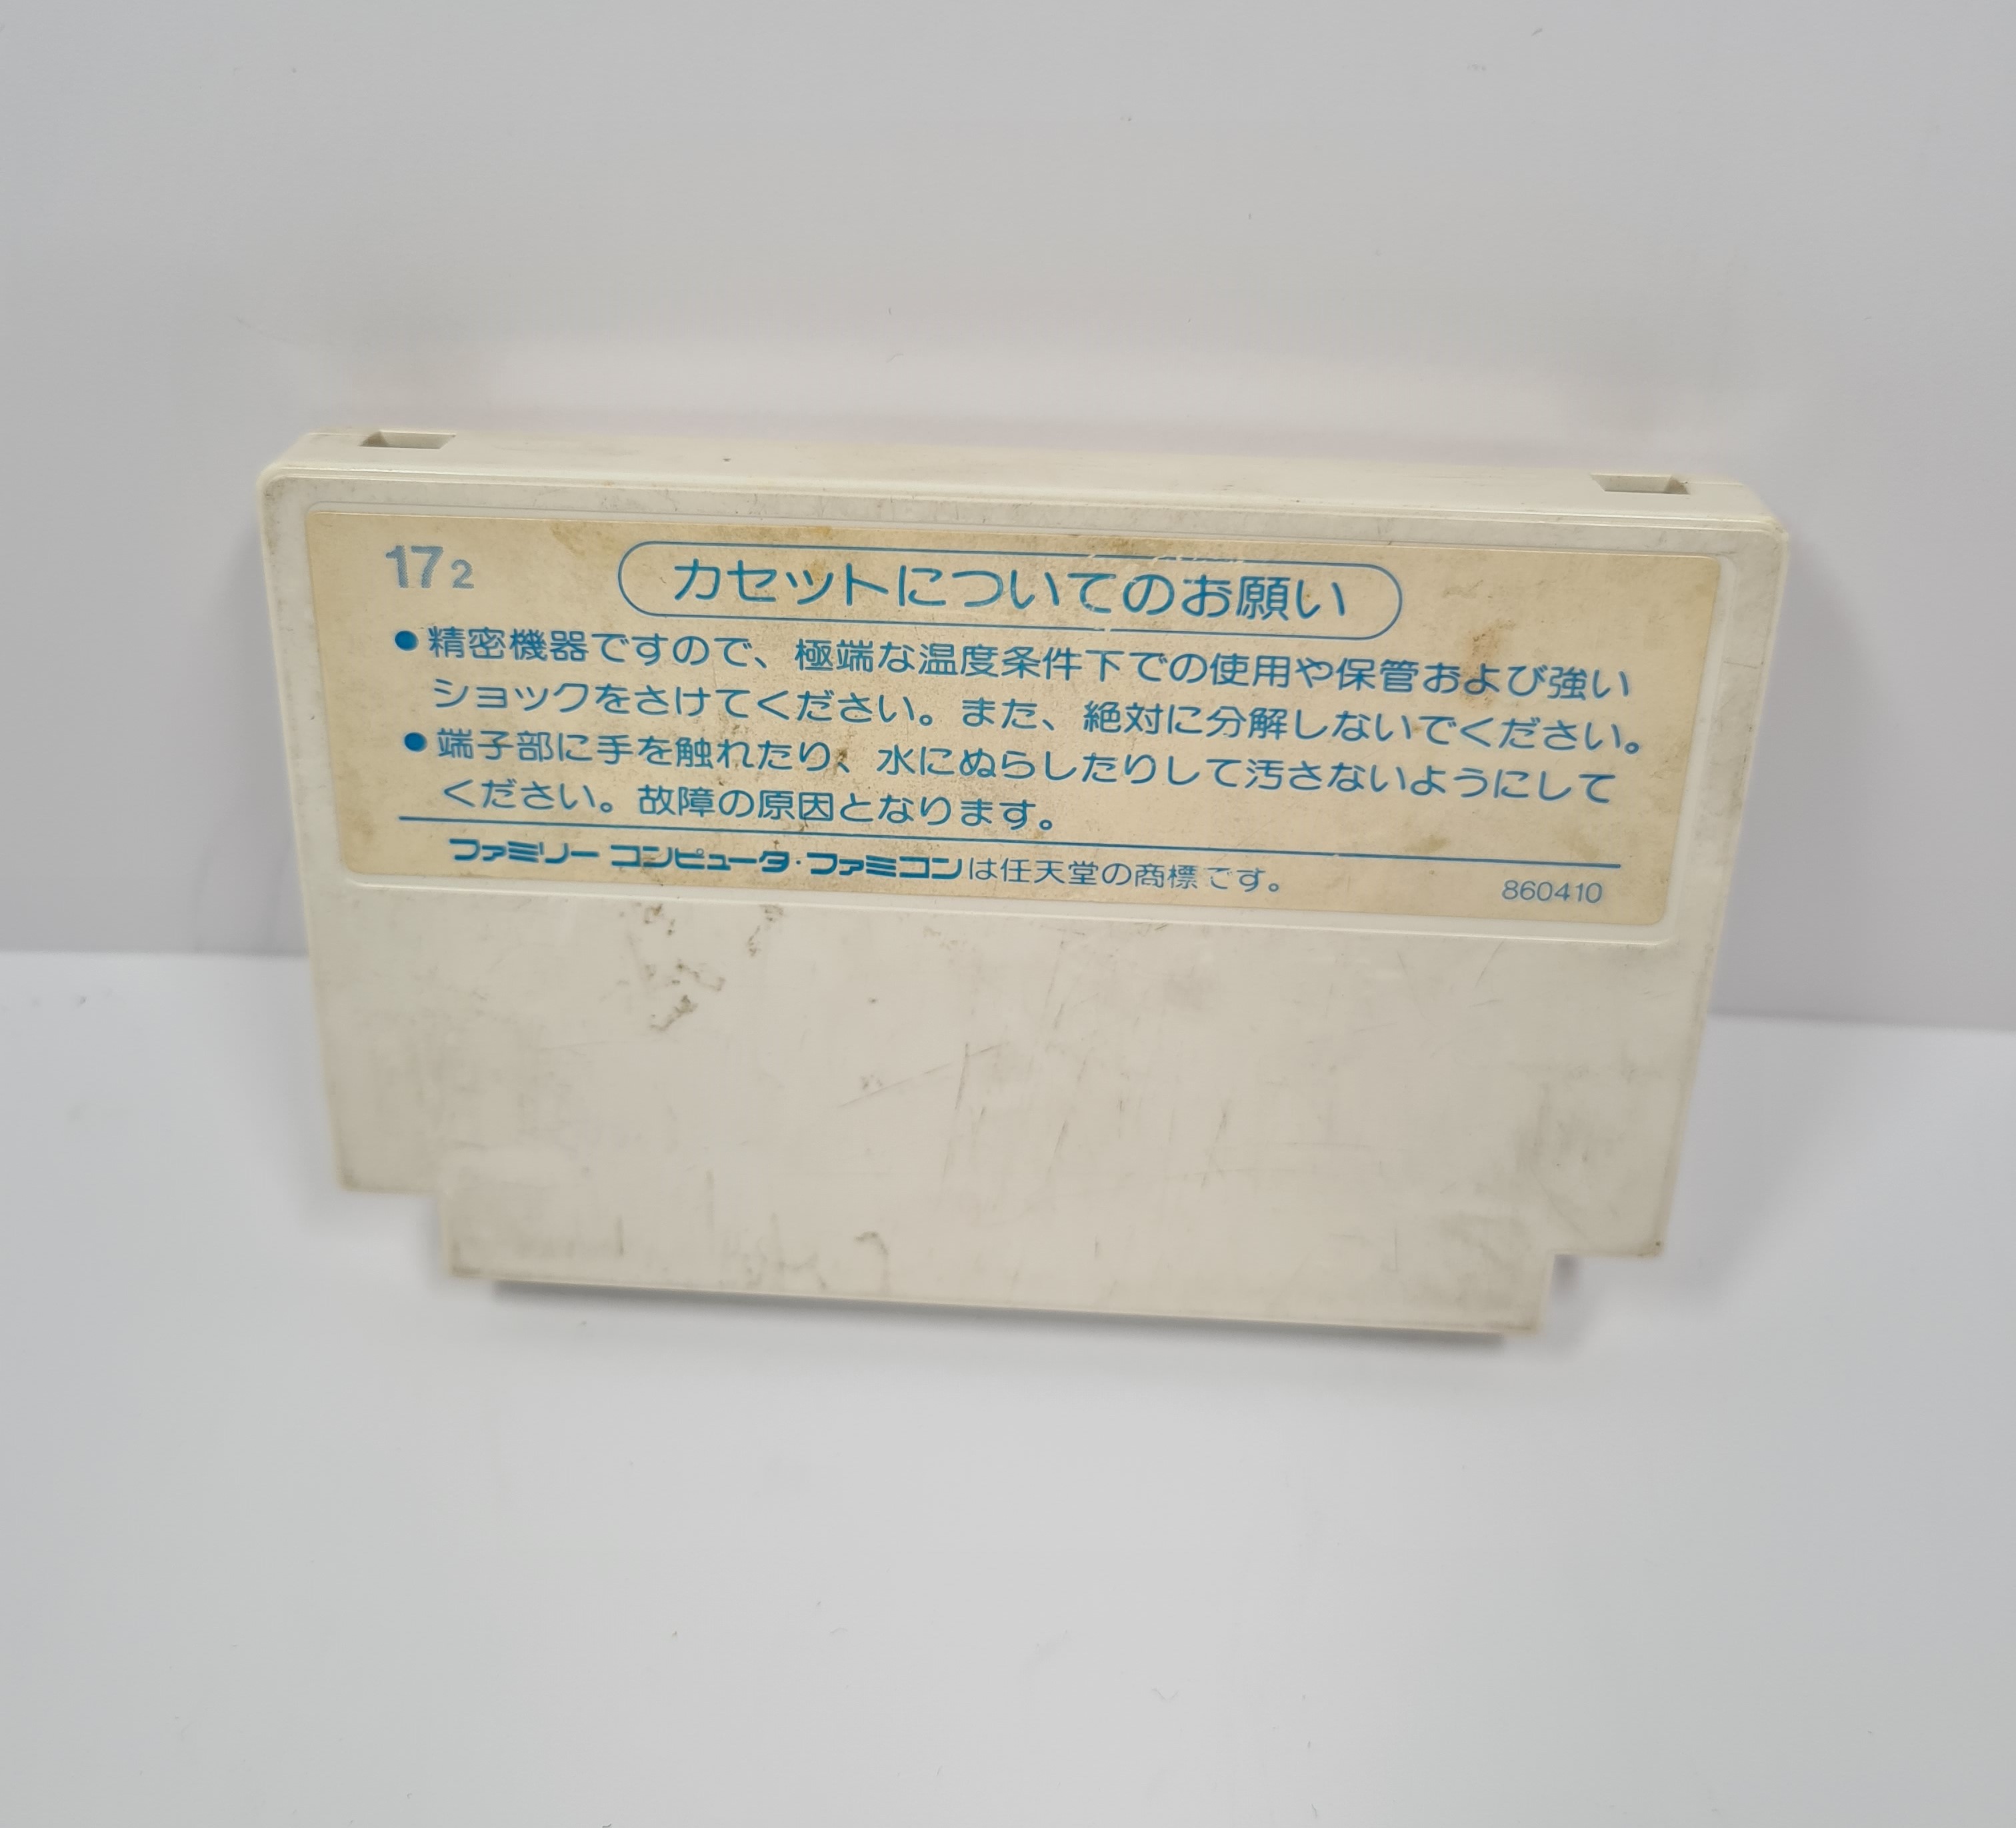 17 2
カセットについてのお願い
●精密機器ですので、極端な温度条件下での使用や保管および強い
ショックをさけてください。また、絶対に分解しないでください。
●端子部に手を触れたり、水にぬらしたりして汚さないようにして
ください。故障の原因となります。
ファミリー コンピュータ・ファミコンは任天堂の商標です。
860410